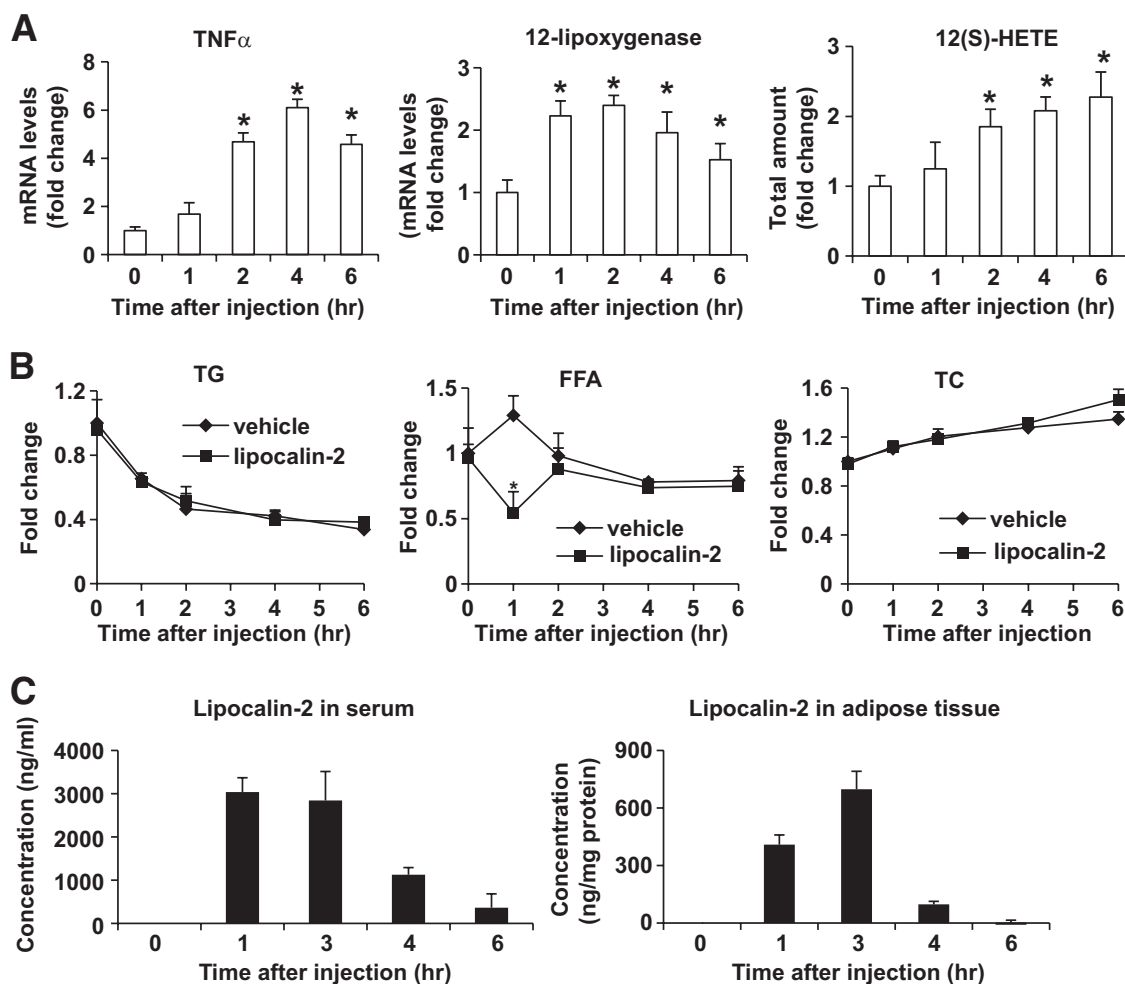 A
TNFα
mRNA levels
(fold change)
8
6
4
2
0
*
*
*
0 1 2 4 6
Time after injection (hr)
12-lipoxygenase
(mRNA levels
fold change)
3
2
1
0
*
*
*
*
0 1 2 4 6
Time after injection (hr)
12(S)-HETE
Total amount
(fold change)
3
2
1
0
*
*
*
0 1 2 4 6
Time after injection (hr)
B
TG
Fold change
1.2
0.8
0.4
0
vehicle
lipocalin-2
0 1 2 3 4 5 6
Time after injection (hr)
FFA
Fold change
1.5
1
0.5
0
*
vehicle
lipocalin-2
0 1 2 3 4 5 6
Time after injection (hr)
TC
Fold change
1.6
1.2
0.8
0.4
0
vehicle
lipocalin-2
0 1 2 3 4 5 6
Time after injection
C
Lipocalin-2 in serum
Concentration (ng/ml)
4000
3000
2000
1000
0
0 1 3 4 6
Time after injection (hr)
Lipocalin-2 in adipose tissue
Concentration
(ng/mg protein)
900
600
300
0
0 1 3 4 6
Time after injection (hr)